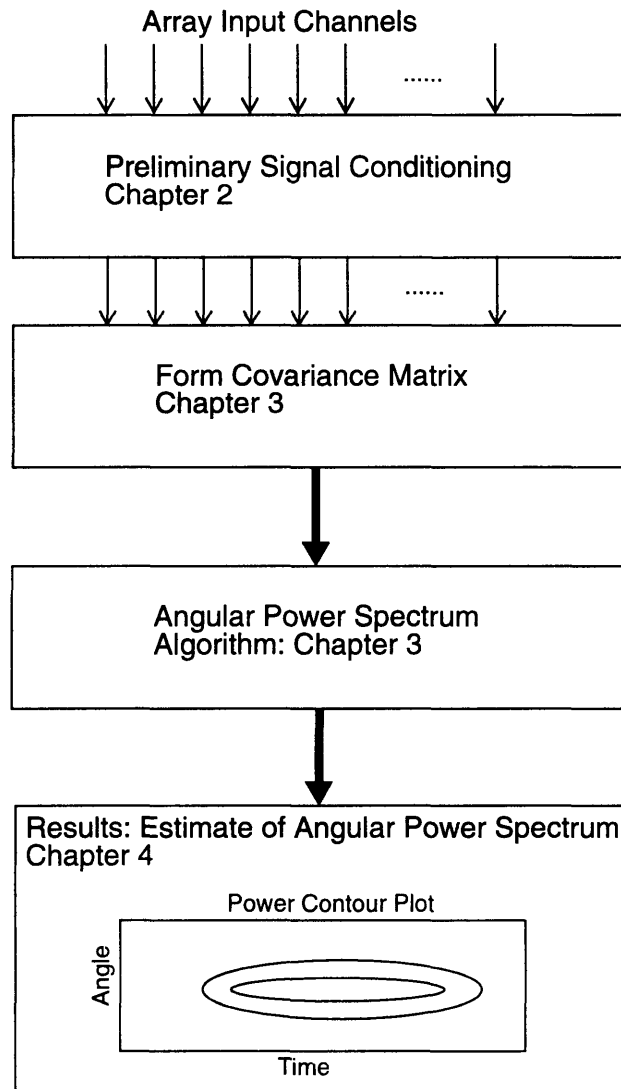 Array Input Channels
......
Preliminary Signal Conditioning
Chapter 2
......
Form Covariance Matrix
Chapter 3
Angular Power Spectrum
Algorithm: Chapter 3
Results: Estimate of Angular Power Spectrum
Chapter 4
Power Contour Plot
Angle
Time